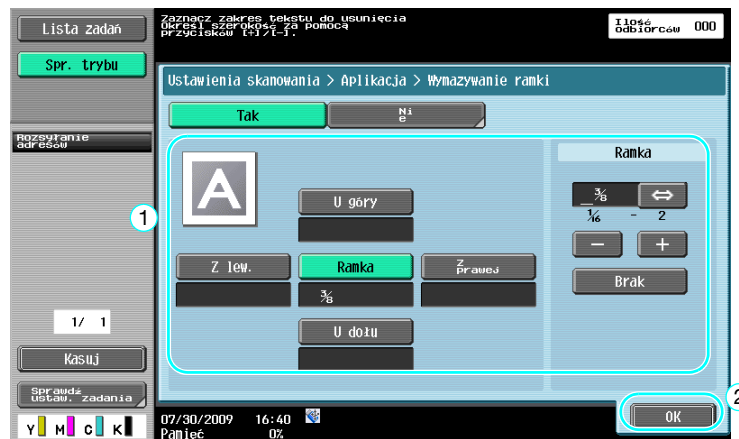 Lista zadań
Zaznacz zakres tekstu do usunięcia
Określ szerokość za pomocą
przycisków [+]/[-].
Ilość
odbiorców 000
Spr. trybu
Ustawienia skanowania > Aplikacja > Wymazywanie ramki
Tak
Ni
e
Rozsyłanie
adresów
Ramka
A
U góry
3/8
1/16 - 2
1
- +
Z lew.
Ramka
Z
prawej
Brak
3/8
U dołu
1/ 1
Kasuj
Sprawdź
ustaw. zadania
2
OK
Y M C K
07/30/2009 16:40
Pamięć 0%